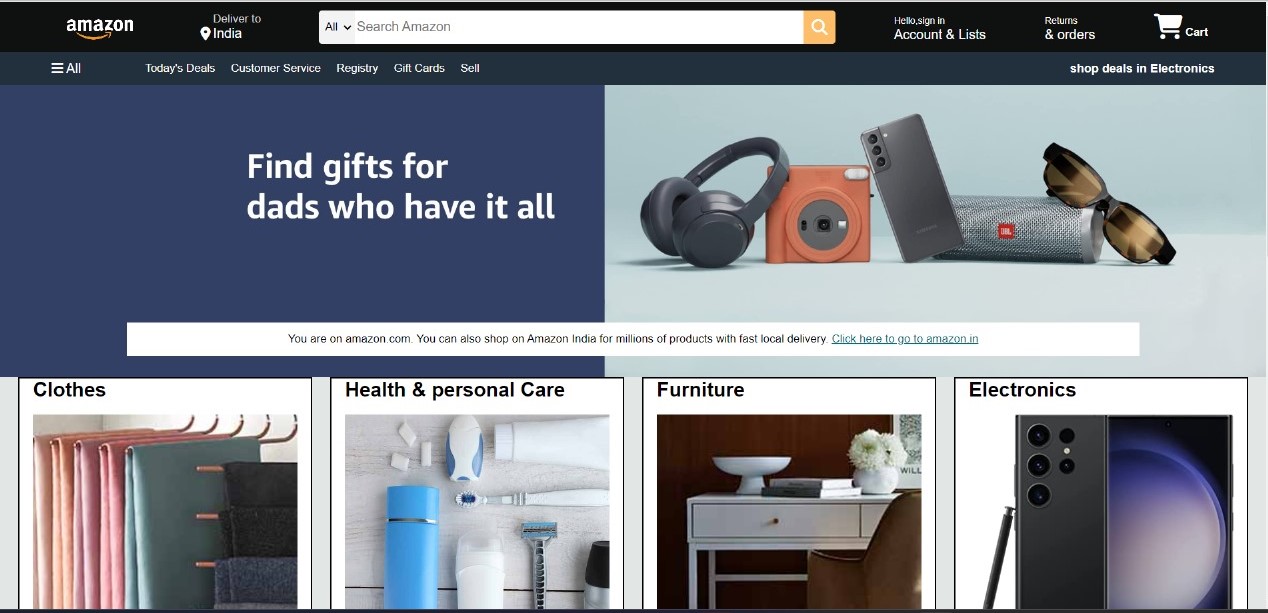 amazon
Deliver to
India
All
Search Amazon
Hello,sign in
Account & Lists
Returns
& orders
Cart
All
Today's Deals
Customer Service
Registry
Gift Cards
Sell
shop deals in Electronics
Find gifts for
dads who have it all
JBL
You are on amazon.com. You can also shop on Amazon India for millions of products with fast local delivery. Click here to go to amazon.in
Clothes
Health & personal Care
Furniture
Electronics
WILL